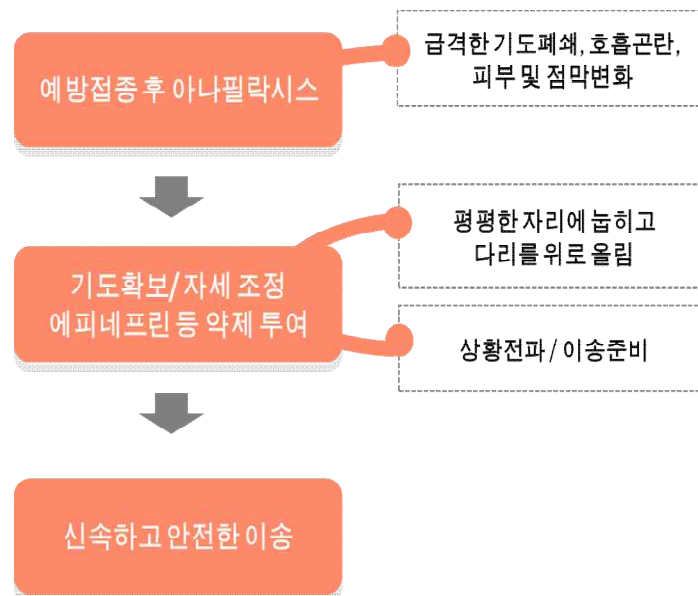 예방접종 후 아나필락시스
급격한 기도폐쇄, 호흡곤란,
피부 및 점막변화
기도확보/ 자세 조정
에피네프린 등 약제 투여
평평한 자리에 눕히고
다리를 위로 올림
상황전파 / 이송준비
신속하고 안전한 이송